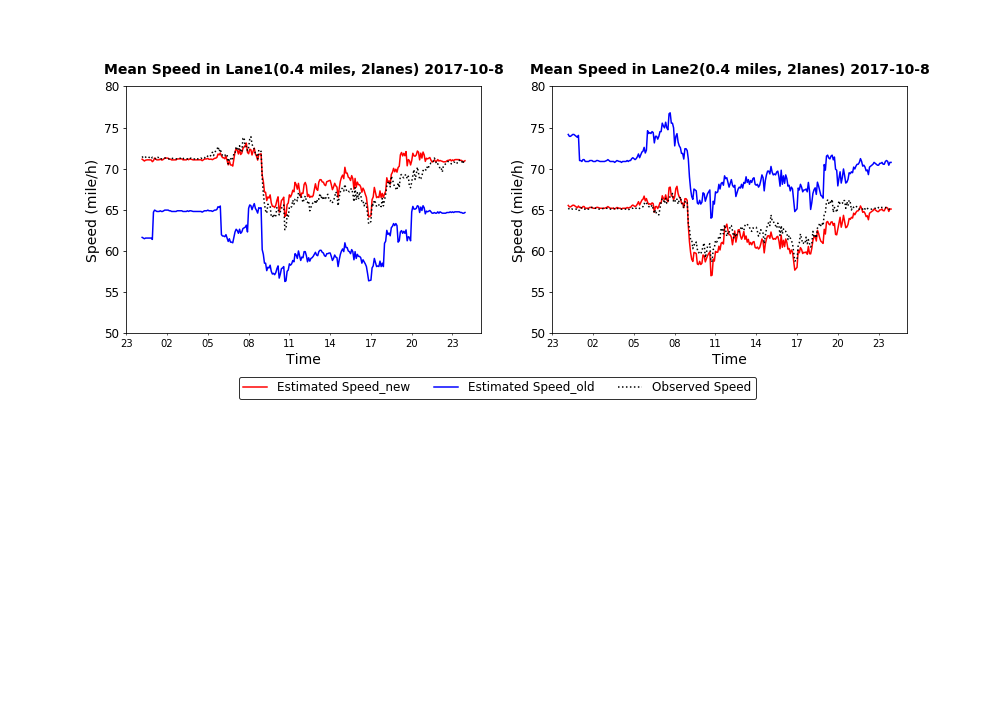 Mean Speed in Lane1(0.4 miles, 2lanes) 2017-10-8
80
75
70
65
60
55
50
Speed (mile/h)
23 02 05 08 11 14 17 20 23
Time
Mean Speed in Lane2(0.4 miles, 2lanes) 2017-10-8
80
75
70
65
60
55
50
Speed (mile/h)
23 02 05 08 11 14 17 20 23
Time
Estimated Speed_new Estimated Speed_old Observed Speed